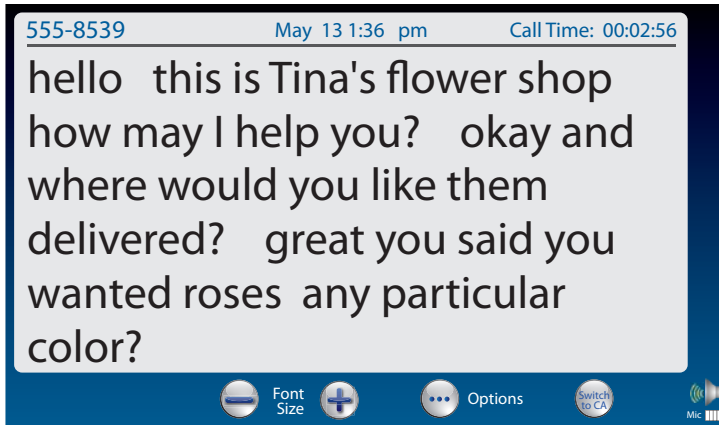 555-8539 May 13 1:36 pm Call Time: 00:02:56
hello this is Tina's flower shop
how may I help you? okay and
where would you like them
delivered? great you said you
wanted roses any particular
color?
Font
Size
Options
Switch
to CA
Mic